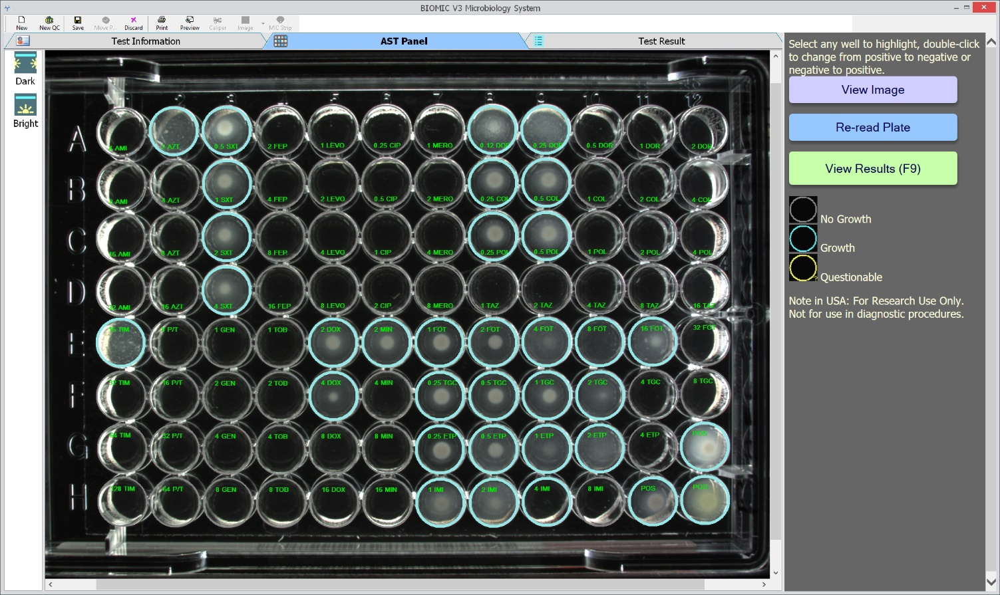 BIOMIC V3 Microbiology System
New New QC Save Move P... Discard Print Preview Caliper Image MIC Strip
Test Information AST Panel Test Result
Dark
Bright
Select any well to highlight, double-click
to change from positive to negative or
negative to positive.
View Image
Re-read Plate
View Results (F9)
No Growth
Growth
Questionable
Note in USA: For Research Use Only.
Not for use in diagnostic procedures.
2 3 7 8 9 10 11 12
A AMI AZT 0.5 SXT 2 FEP 1 LEVO 0.25 CIP 1 MERO 0.12 DOR 0.25 DOR 0.5 DOR 1 DOR 2 DOR
B AMI 4 AZT 1 SXT 4 FEP 2 LEVO 0.5 CIP 2 MERO 0.25 COL 0.5 COL 1 COL 2 COL 4 COL
C 16 AMI 8 AZT 2 SXT 8 FEP 4 LEVO 1 CIP 4 MERO 0.25 POL 0.5 POL 1 POL 2 POL 4 POL
D 32 AMI 16 AZT 4 SXT 16 FEP 8 LEVO 2 CIP 8 MERO 1 TAZ 2 TAZ 4 TAZ 8 TAZ 16 TAZ
E 16 TIM 8 P/T 1 GEN 1 TOB 2 DOX 2 MIN 1 FOT 2 FOT 4 FOT 8 FOT 16 FOT 32 FOT
F 32 TIM 16 P/T 2 GEN 2 TOB 4 DOX 4 MIN 0.25 TGC 0.5 TGC 1 TGC 2 TGC 4 TGC 8 TGC
G 64 TIM 32 P/T 4 GEN 4 TOB 8 DOX 8 MIN 0.25 ETP 0.5 ETP 1 ETP 2 ETP 4 ETP POS
H 128 TIM 64 P/T 8 GEN 8 TOB 16 DOX 16 MIN 1 IMI 2 IMI 4 IMI 8 IMI POS POS